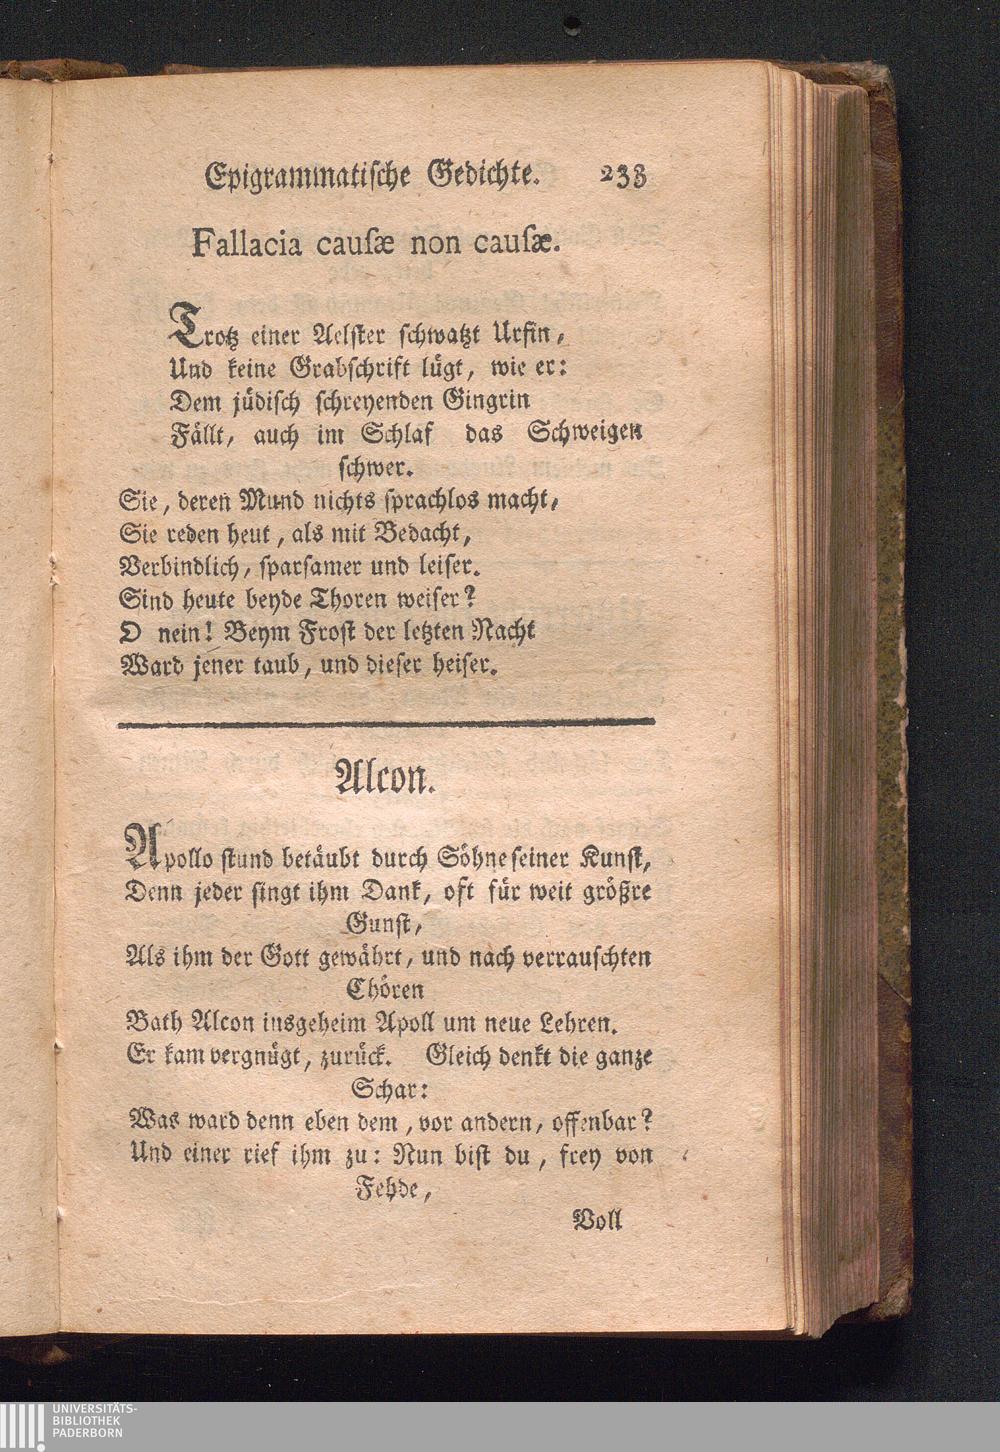 Epigrammatiſche Gedichte. 233
Fallacia cauſæ non cauſæ.
Trotz einer Aelſter ſchwatzt Urfin,
Und keine Grabſchrift lügt, wie er:
Dem jüdiſch ſchreyenden Gingrin
Fällt, auch im Schlaf das Schweigen
ſchwer.
Sie, deren Mund nichts ſprachlos macht,
Sie reden heut, als mit Bedacht,
Verbindlich, ſparſamer und leiſer.
Sind heute beyde Thoren weiſer?
O nein! Beym Froſt der letzten Nacht
Ward jener taub, und dieſer heiſer.
Alcon.
Apollo ſtund betäubt durch Söhne ſeiner Kunſt,
Denn jeder ſingt ihm Dank, oft für weit größre
Gunſt,
Als ihm der Gott gewährt, und nach verrauſchten
Chören
Bath Alcon insgeheim Apoll um neue Lehren.
Er kam vergnügt, zurück. Gleich denkt die ganze
Schar:
Was ward denn eben dem, vor andern, offenbar?
Und einer rief ihm zu: Nun biſt du, frey von
Fehde,
Voll
UNIVERSITÄTS-
BIBLIOTHEK
PADERBORN